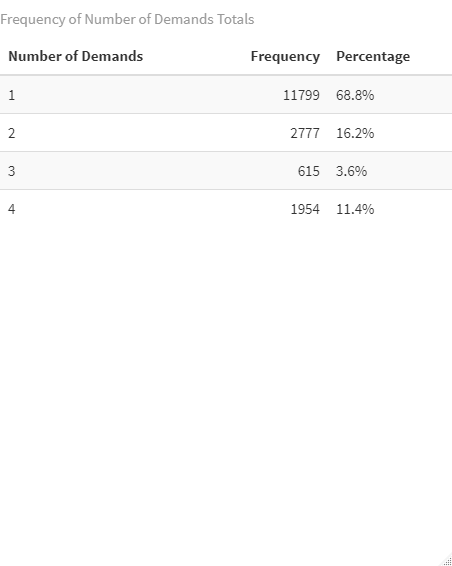 Frequency of Number of Demands Totals
Number of Demands Frequency Percentage
1 11799 68.8%
2 2777 16.2%
3 615 3.6%
4 1954 11.4%